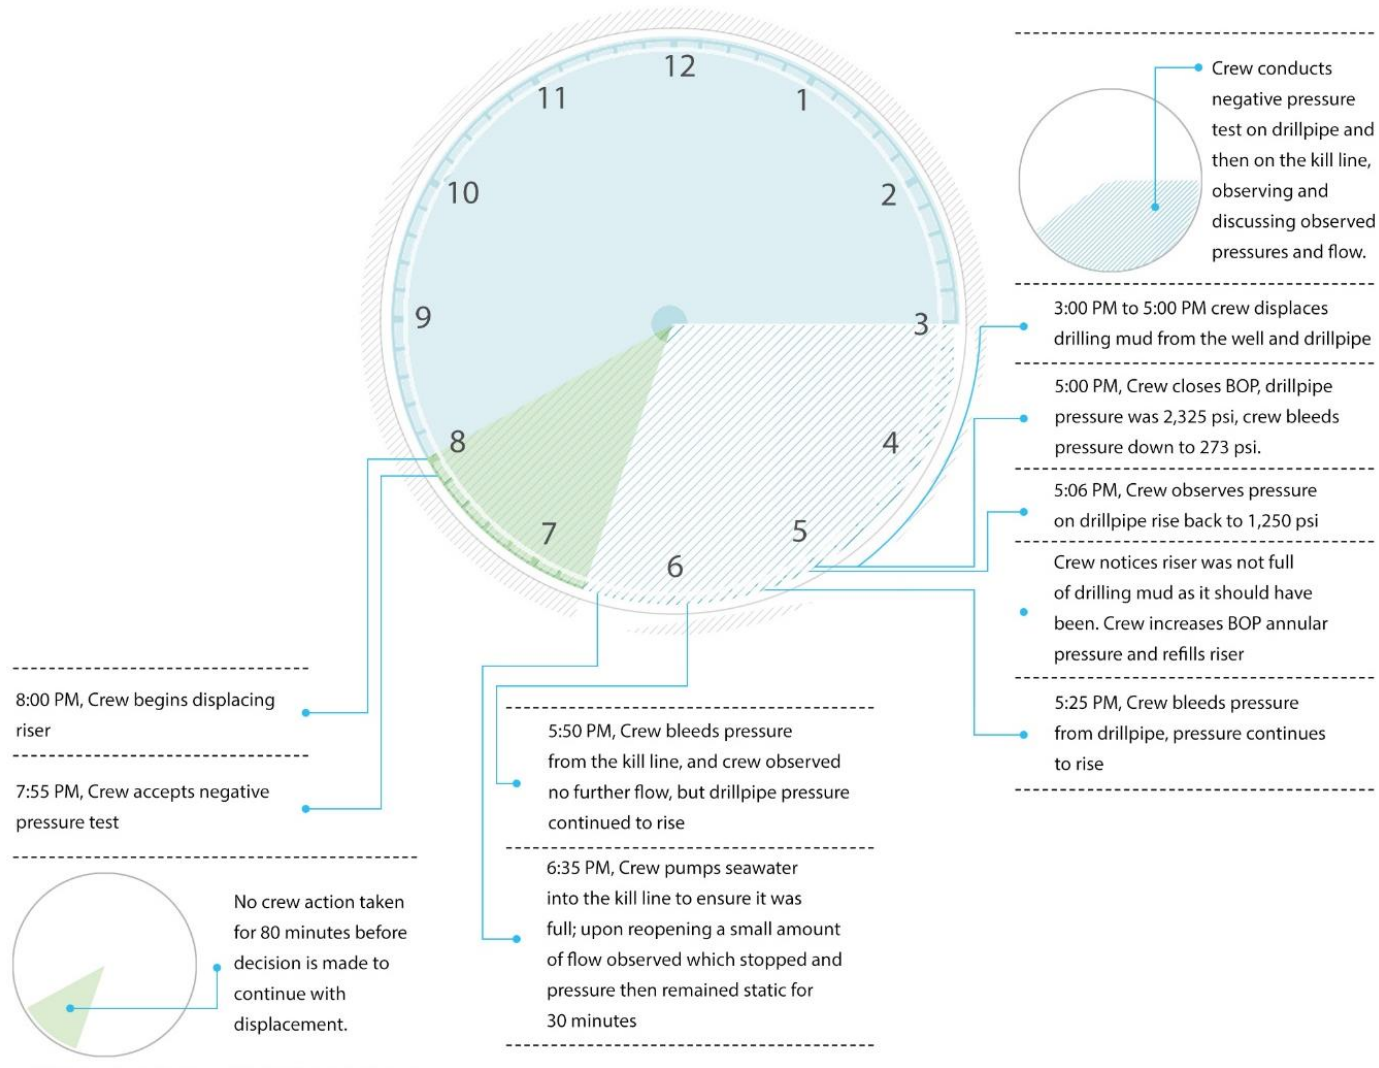 12
1
2
3
4
5
6
7
8
9
10
11
Crew conducts
negative pressure
test on drillpipe and
then on the kill line,
observing and
discussing observed
pressures and flow.
3:00 PM to 5:00 PM crew displaces
drilling mud from the well and drillpipe
5:00 PM, Crew closes BOP, drillpipe
pressure was 2,325 psi, crew bleeds
pressure down to 273 psi.
5:06 PM, Crew observes pressure
on drillpipe rise back to 1,250 psi
Crew notices riser was not full
of drilling mud as it should have
been. Crew increases BOP annular
pressure and refills riser
5:25 PM, Crew bleeds pressure
from drillpipe, pressure continues
to rise
5:50 PM, Crew bleeds pressure
from the kill line, and crew observed
no further flow, but drillpipe pressure
continued to rise
6:35 PM, Crew pumps seawater
into the kill line to ensure it was
full; upon reopening a small amount
of flow observed which stopped and
pressure then remained static for
30 minutes
8:00 PM, Crew begins displacing
riser
7:55 PM, Crew accepts negative
pressure test
No crew action taken
for 80 minutes before
decision is made to
continue with
displacement.